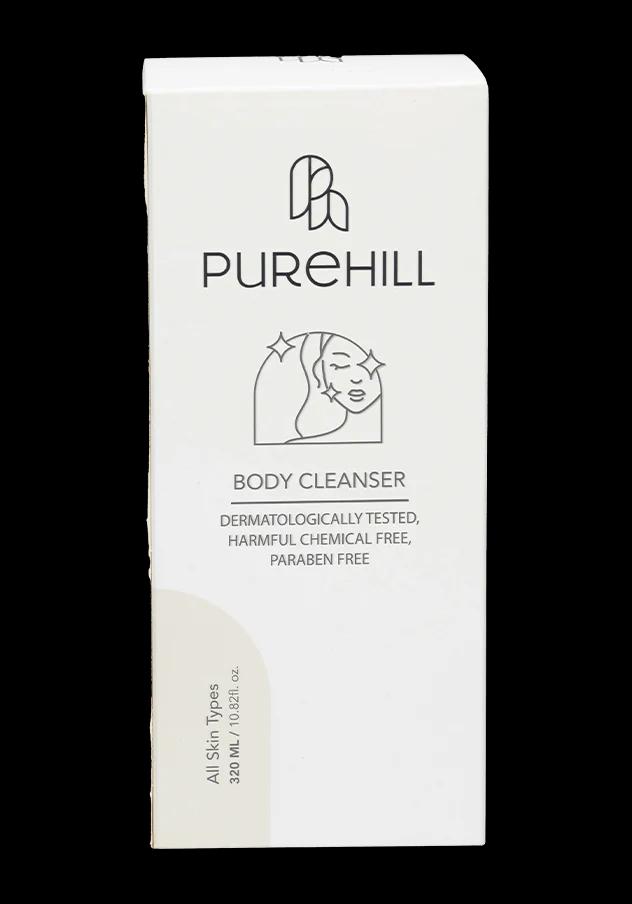 PUREHILL
BODY CLEANSER
DERMATOLOGICALLY TESTED,
HARMFUL CHEMICAL FREE,
PARABEN FREE
All Skin Types
320 ML / 10.82fl. oz.